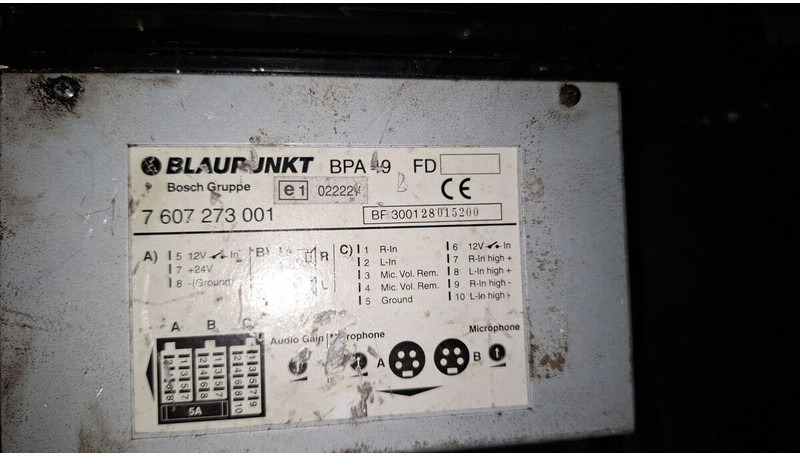 BLAUPUNKT BPA 49 FD
Bosch Gruppe e1 02222
CE
7 607 273 001 BF 300128015200
A) 5 12V In
7 +24V
8 -(Ground)
B) R
L
C) 1 R-In
2 L-In
3 Mic. Vol. Rem.
4 Mic. Vol. Rem.
5 Ground
6 12V In
7 R-In high +
8 L-In high +
9 R-In high -
10 L-In high -
A B C
5A
Audio Gain
Microphone
A B